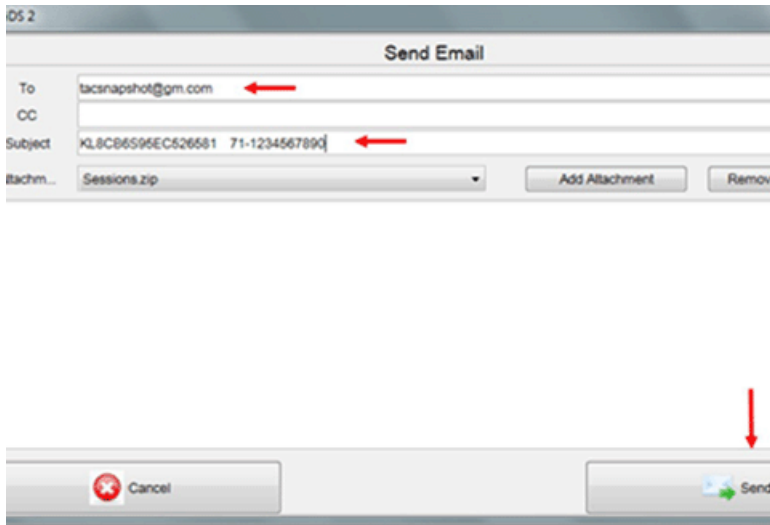 DS 2
Send Email
To tacsnapshot@gm.com
CC
Subject KL8CB6S95EC526581 71-1234567890
ttachm... Sessions.zip Add Attachment Remov
Cancel Send